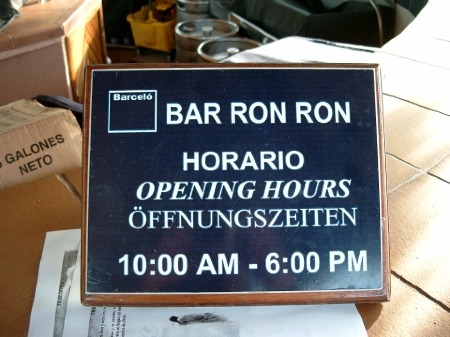 Barceló
BAR RON RON
HORARIO
OPENING HOURS
ÖFFNUNGSZEITEN
10:00 AM - 6:00 PM
GALONES
NETO